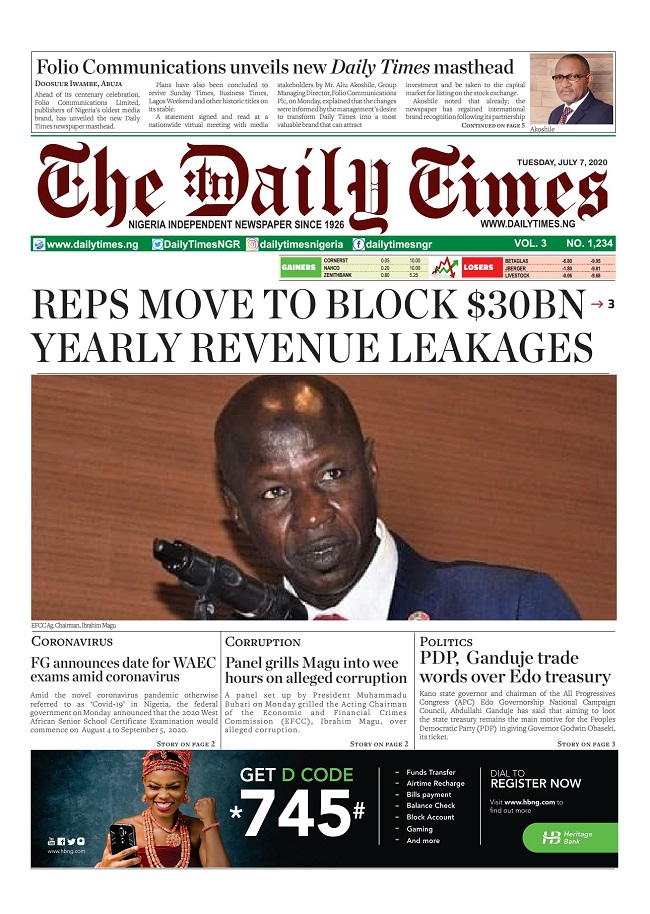 Folio Communications unveils new Daily Times masthead
Doosuur Iwambe, Abuja
Ahead of its centenary celebration,
Folio Communications Limited,
publishers of Nigeria's oldest media
brand, has unveiled the new Daily
Times newspaper masthead.
Plans have also been concluded to
revive Sunday Times, Business Times,
Lagos Weekend and other historic titles on
its stable.
A statement signed and read at a
nationwide virtual meeting with media
stakeholders by Mr. Aliu Akoshile, Group
Managing Director, Folio Communications
Plc, on Monday, explained that the changes
were informed by the management's desire
to transform Daily Times into a most
valuable brand that can attract
investment and be taken to the capital
market for listing on the stock exchange.
Akoshile noted that already, the
newspaper has regained international
brand recognition following its partnership
Continued on page 5
Akoshile
The Daily Times
:tn
TUESDAY, JULY 7, 2020
NIGERIA INDEPENDENT NEWSPAPER SINCE 1926
WWW.DAILYTIMES.NG
www.dailytimes.ng DailyTimesNGR dailytimesnigeria dailytimesngr VOL. 3 NO. 1,234
GAINERS
CORNERST 0.05 10.00
NAHCO 0.20 10.00
ZENITHBANK 0.80 5.25
LOSERS
BETAGLAS -6.80 -9.95
JBERGER -1.80 -9.81
LIVESTOCK -0.06 -9.68
REPS MOVE TO BLOCK $30BN → 3
YEARLY REVENUE LEAKAGES
EFCC Ag. Chairman, Ibrahim Magu
Coronavirus
FG announces date for WAEC
exams amid coronavirus
Amid the novel coronavirus pandemic otherwise
referred to as 'Covid-19' in Nigeria, the federal
government on Monday announced that the 2020 West
African Senior School Certificate Examination would
commence on August 4 to September 5, 2020.
Story on page 2
Corruption
Panel grills Magu into wee
hours on alleged corruption
A panel set up by President Muhammadu
Buhari on Monday grilled the Acting Chairman
of the Economic and Financial Crimes
Commission (EFCC), Ibrahim Magu, over
alleged corruption.
Story on page 2
Politics
PDP, Ganduje trade
words over Edo treasury
Kano state governor and chairman of the All Progressives
Congress (APC) Edo Governorship National Campaign
Council, Abdullahi Ganduje has said that aiming to loot
the state treasury remains the main motive for the Peoples
Democratic Party (PDP) in giving Governor Godwin Obaseki,
its ticket.
Story on page 3
www.hbng.com
GET D CODE
*745#
Funds Transfer
Airtime Recharge
Bills payment
Balance Check
Block Account
Gaming
And more
DIAL TO
REGISTER NOW
Visit www.hbng.com to
find out more
HB Heritage
Bank